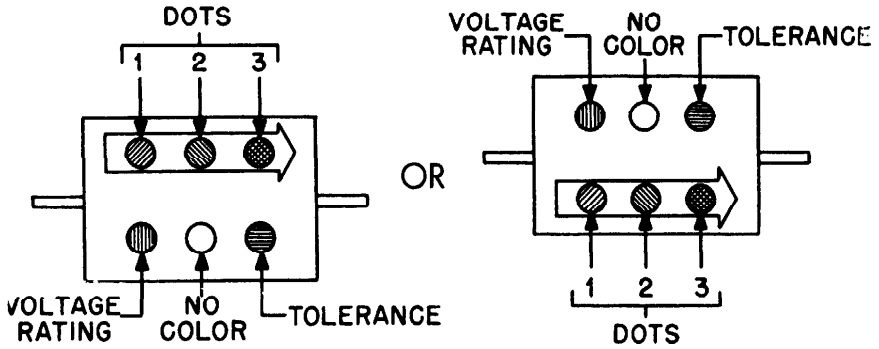 DOTS
1 2 3
VOLTAGE
RATING
NO
COLOR
TOLERANCE
OR
VOLTAGE
RATING
NO
COLOR
TOLERANCE
1 2 3
DOTS